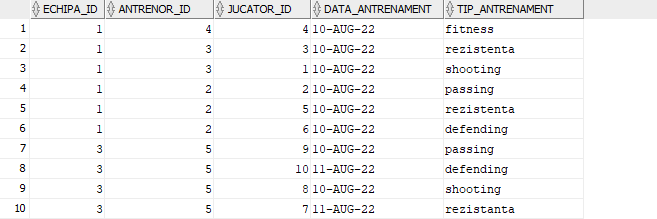 ECHIPA_ID ANTRENOR_ID JUCATOR_ID DATA_ANTRENAMENT TIP_ANTRENAMENT
1 1 4 4 10-AUG-22 fitness
2 1 3 3 10-AUG-22 rezistenta
3 1 3 1 10-AUG-22 shooting
4 1 2 2 10-AUG-22 passing
5 1 2 5 10-AUG-22 rezistenta
6 1 2 6 10-AUG-22 defending
7 3 5 9 10-AUG-22 passing
8 3 5 10 11-AUG-22 defending
9 3 5 8 10-AUG-22 shooting
10 3 5 7 11-AUG-22 rezistanta